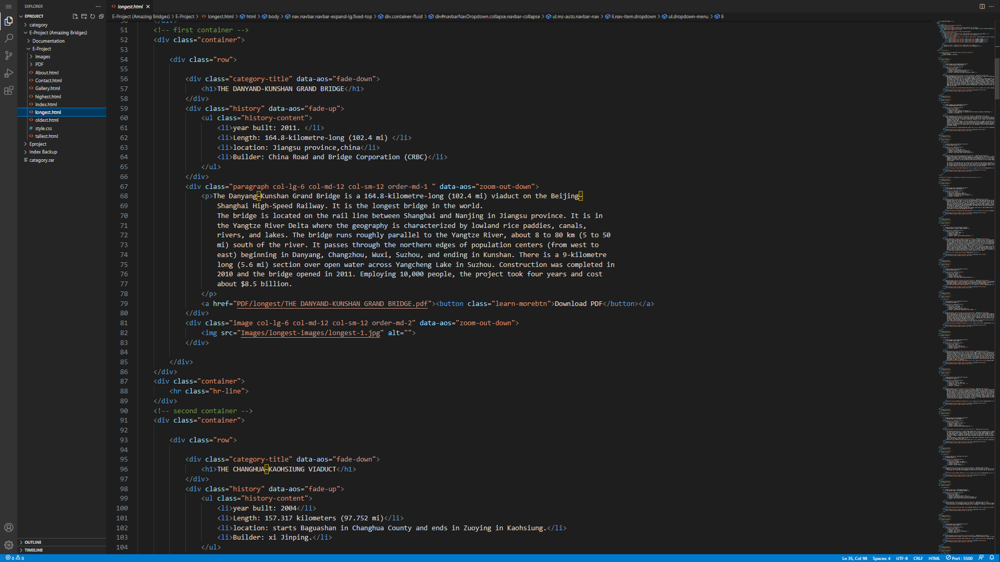 EXPLORER
EPROJECT
category
E-Project (Amazing Bridges)
Documentation
E-Project
Images
PDF
About.html
Contact.html
Gallery.html
highest.html
Index.html
longest.html
oldest.html
style.css
tallest.html
Eproject
Index Backup
category.rar
OUTLINE
TIMELINE
longest.html
E-Project (Amazing Bridges) > E-Project > longest.html > html > body > nav.navbar.navbar-expand-lg.fixed-top > div.container-fluid > div#navbarNavDropdown.collapse.navbar-collapse > ul.ms-auto.navbar-nav > li.nav-item.dropdown > ul.dropdown-menu > li
51 <!-- first container -->
52 <div class="container">
53
54 <div class="row">
55
56 <div class="category-title" data-aos="fade-down">
57 <h1>THE DANYAND-KUNSHAN GRAND BRIDGE</h1>
58 </div>
59 <div class="history" data-aos="fade-up">
60 <ul class="history-content">
61 <li>year built: 2011. </li>
62 <li>Length: 164.8-kilometre-long (102.4 mi) </li>
63 <li>location: Jiangsu province,china</li>
64 <li>Builder: China Road and Bridge Corporation (CRBC)</li>
65 </ul>
66 </div>
67 <div class="paragraph col-lg-6 col-md-12 col-sm-12 order-md-1 " data-aos="zoom-out-down">
68 <p>The Danyang–Kunshan Grand Bridge is a 164.8-kilometre-long (102.4 mi) viaduct on the Beijing–
69 Shanghai High-Speed Railway. It is the longest bridge in the world.
70 The bridge is located on the rail line between Shanghai and Nanjing in Jiangsu province. It is in
71 the Yangtze River Delta where the geography is characterized by lowland rice paddies, canals,
72 rivers, and lakes. The bridge runs roughly parallel to the Yangtze River, about 8 to 80 km (5 to 50
73 mi) south of the river. It passes through the northern edges of population centers (from west to
74 east) beginning in Danyang, Changzhou, Wuxi, Suzhou, and ending in Kunshan. There is a 9-kilometre
75 long (5.6 mi) section over open water across Yangcheng Lake in Suzhou. Construction was completed in
76 2010 and the bridge opened in 2011. Employing 10,000 people, the project took four years and cost
77 about $8.5 billion.
78 </p>
79 <a href="PDF/longest/THE DANYAND-KUNSHAN GRAND BRIDGE.pdf"><button class="learn-morebtn">Download PDF</button></a>
80 </div>
81 <div class="image col-lg-6 col-md-12 col-sm-12 order-md-2" data-aos="zoom-out-down">
82 <img src="Images/longest-images/longest-1.jpg" alt="">
83 </div>
84
85 </div>
86 </div>
87 <div class="container">
88 <hr class="hr-line">
89 </div>
90 <!-- second container -->
91 <div class="container">
92
93 <div class="row">
94
95 <div class="category-title" data-aos="fade-down">
96 <h1>THE CHANGHUA–KAOHSIUNG VIADUCT</h1>
97 </div>
98 <div class="history" data-aos="fade-up">
99 <ul class="history-content">
100 <li>year built: 2004</li>
101 <li>Length: 157.317 kilometers (97.752 mi)</li>
102 <li>location: starts Baguashan in Changhua County and ends in Zuoying in Kaohsiung.</li>
103 <li>Builder: xi Jinping.</li>
104 </ul>
0 0
Ln 35, Col 98 Spaces: 4 UTF-8 CRLF HTML Port : 5500